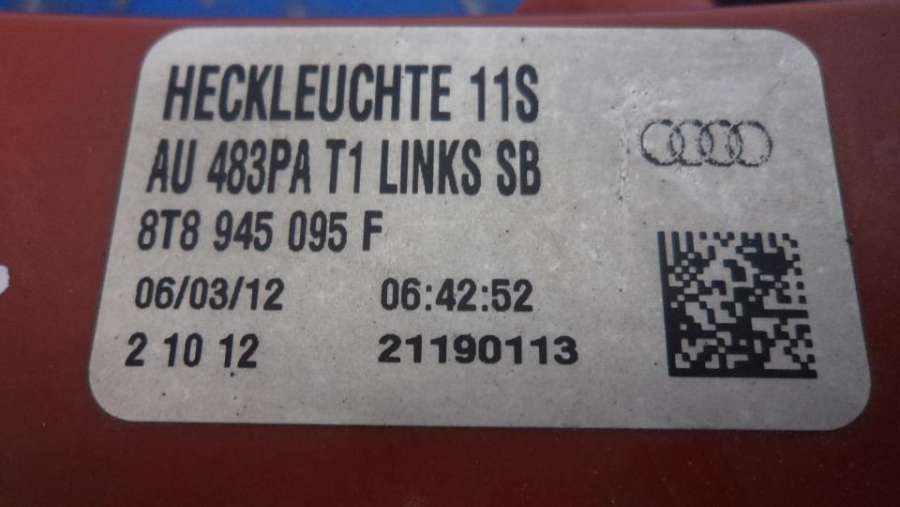 HECKLEUCHTE 11S
AU 483PA T1 LINKS SB
8T8 945 095 F
06/03/12 06:42:52
2 10 12 21190113